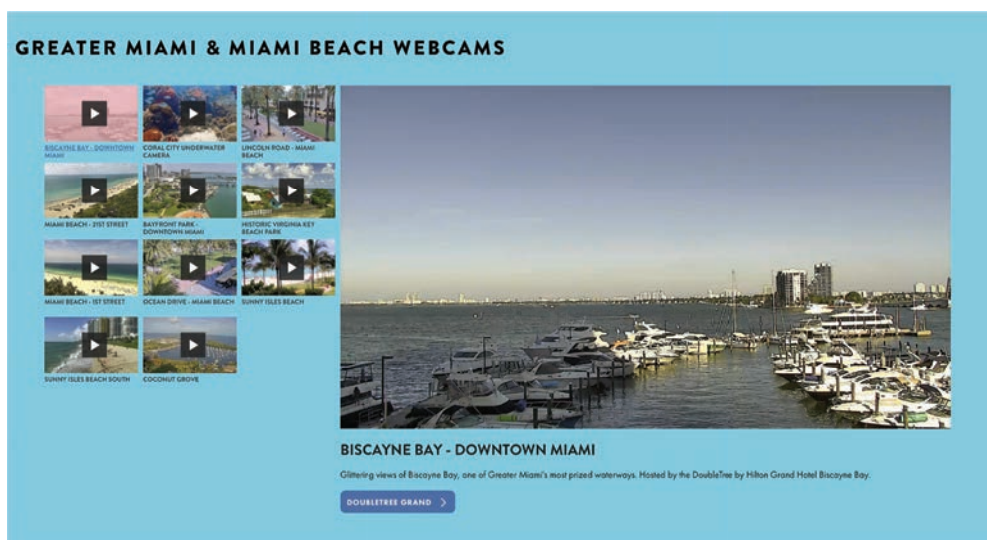 GREATER MIAMI & MIAMI BEACH WEBCAMS
BISCAYNE BAY - DOWNTOWN
MIAMI
CORAL CITY UNDERWATER
CAMERA
LINCOLN ROAD - MIAMI
BEACH
MIAMI BEACH - 21ST STREET
BAYFRONT PARK -
DOWNTOWN MIAMI
HISTORIC VIRGINIA KEY
BEACH PARK
MIAMI BEACH - 1ST STREET
OCEAN DRIVE - MIAMI BEACH
SUNNY ISLES BEACH
SUNNY ISLES BEACH SOUTH
COCONUT GROVE
BISCAYNE BAY - DOWNTOWN MIAMI
Glittering views of Biscayne Bay, one of Greater Miami's most prized waterways. Hosted by the DoubleTree by Hilton Grand Hotel Biscayne Bay.
DOUBLETREE GRAND